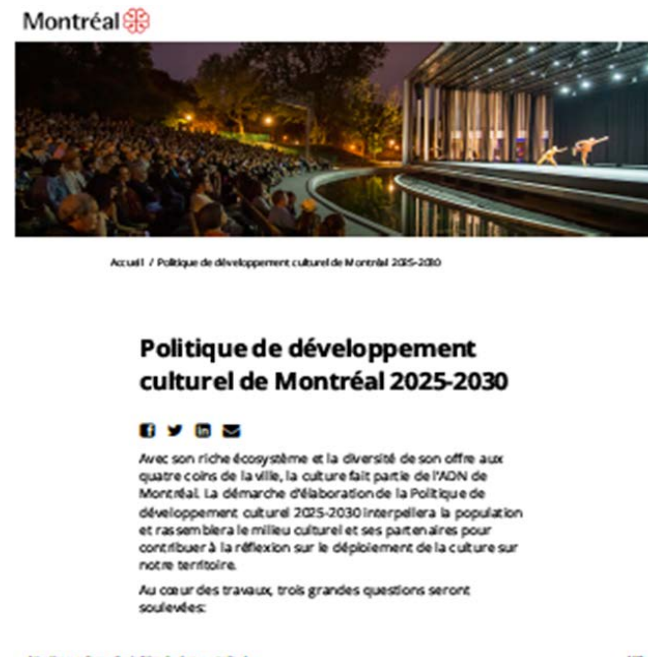 Montréal
Accueil / Politique de développement culturel de Montréal 2025-2030
Politique de développement
culturel de Montréal 2025-2030
Avec son riche écosystème et la diversité de son offre aux
quatre coins de la ville, la culture fait partie de l'ADN de
Montréal. La démarche d'élaboration de la Politique de
développement culturel 2025-2030 interpellera la population
et rassemblera le milieu culturel et ses partenaires pour
contribuer à la réflexion sur le déploiement de la culture sur
notre territoire.
Au cœur des travaux, trois grandes questions seront
soulevées: